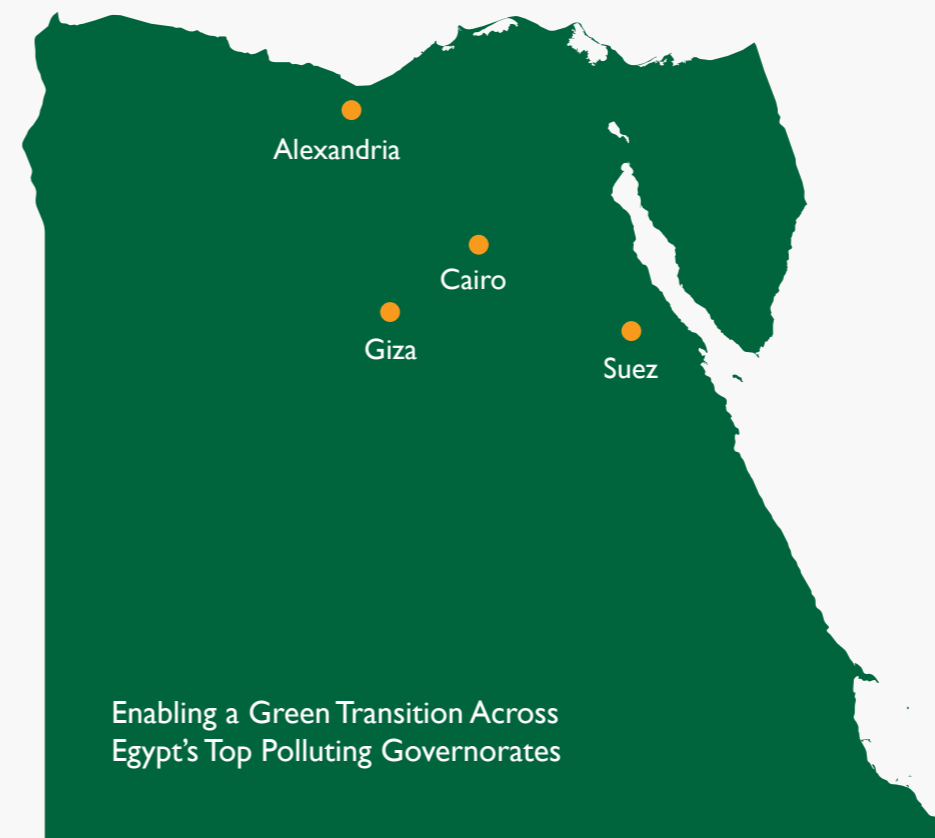 Alexandria
Cairo
Giza
Suez
Enabling a Green Transition Across
Egypt’s Top Polluting Governorates